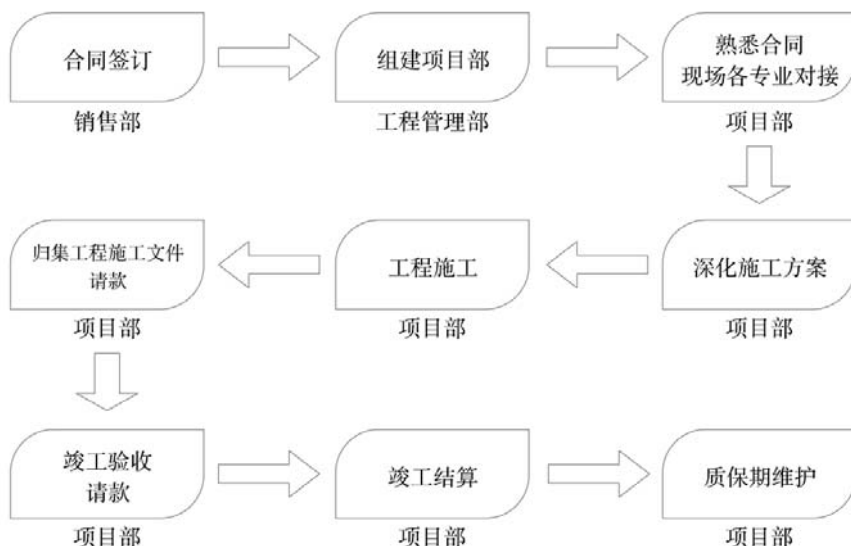 合同签订
销售部
组建项目部
工程管理部
熟悉合同
现场各专业对接
项目部
深化施工方案
项目部
工程施工
项目部
归集工程施工文件
请款
项目部
竣工验收
请款
项目部
竣工结算
项目部
质保期维护
项目部